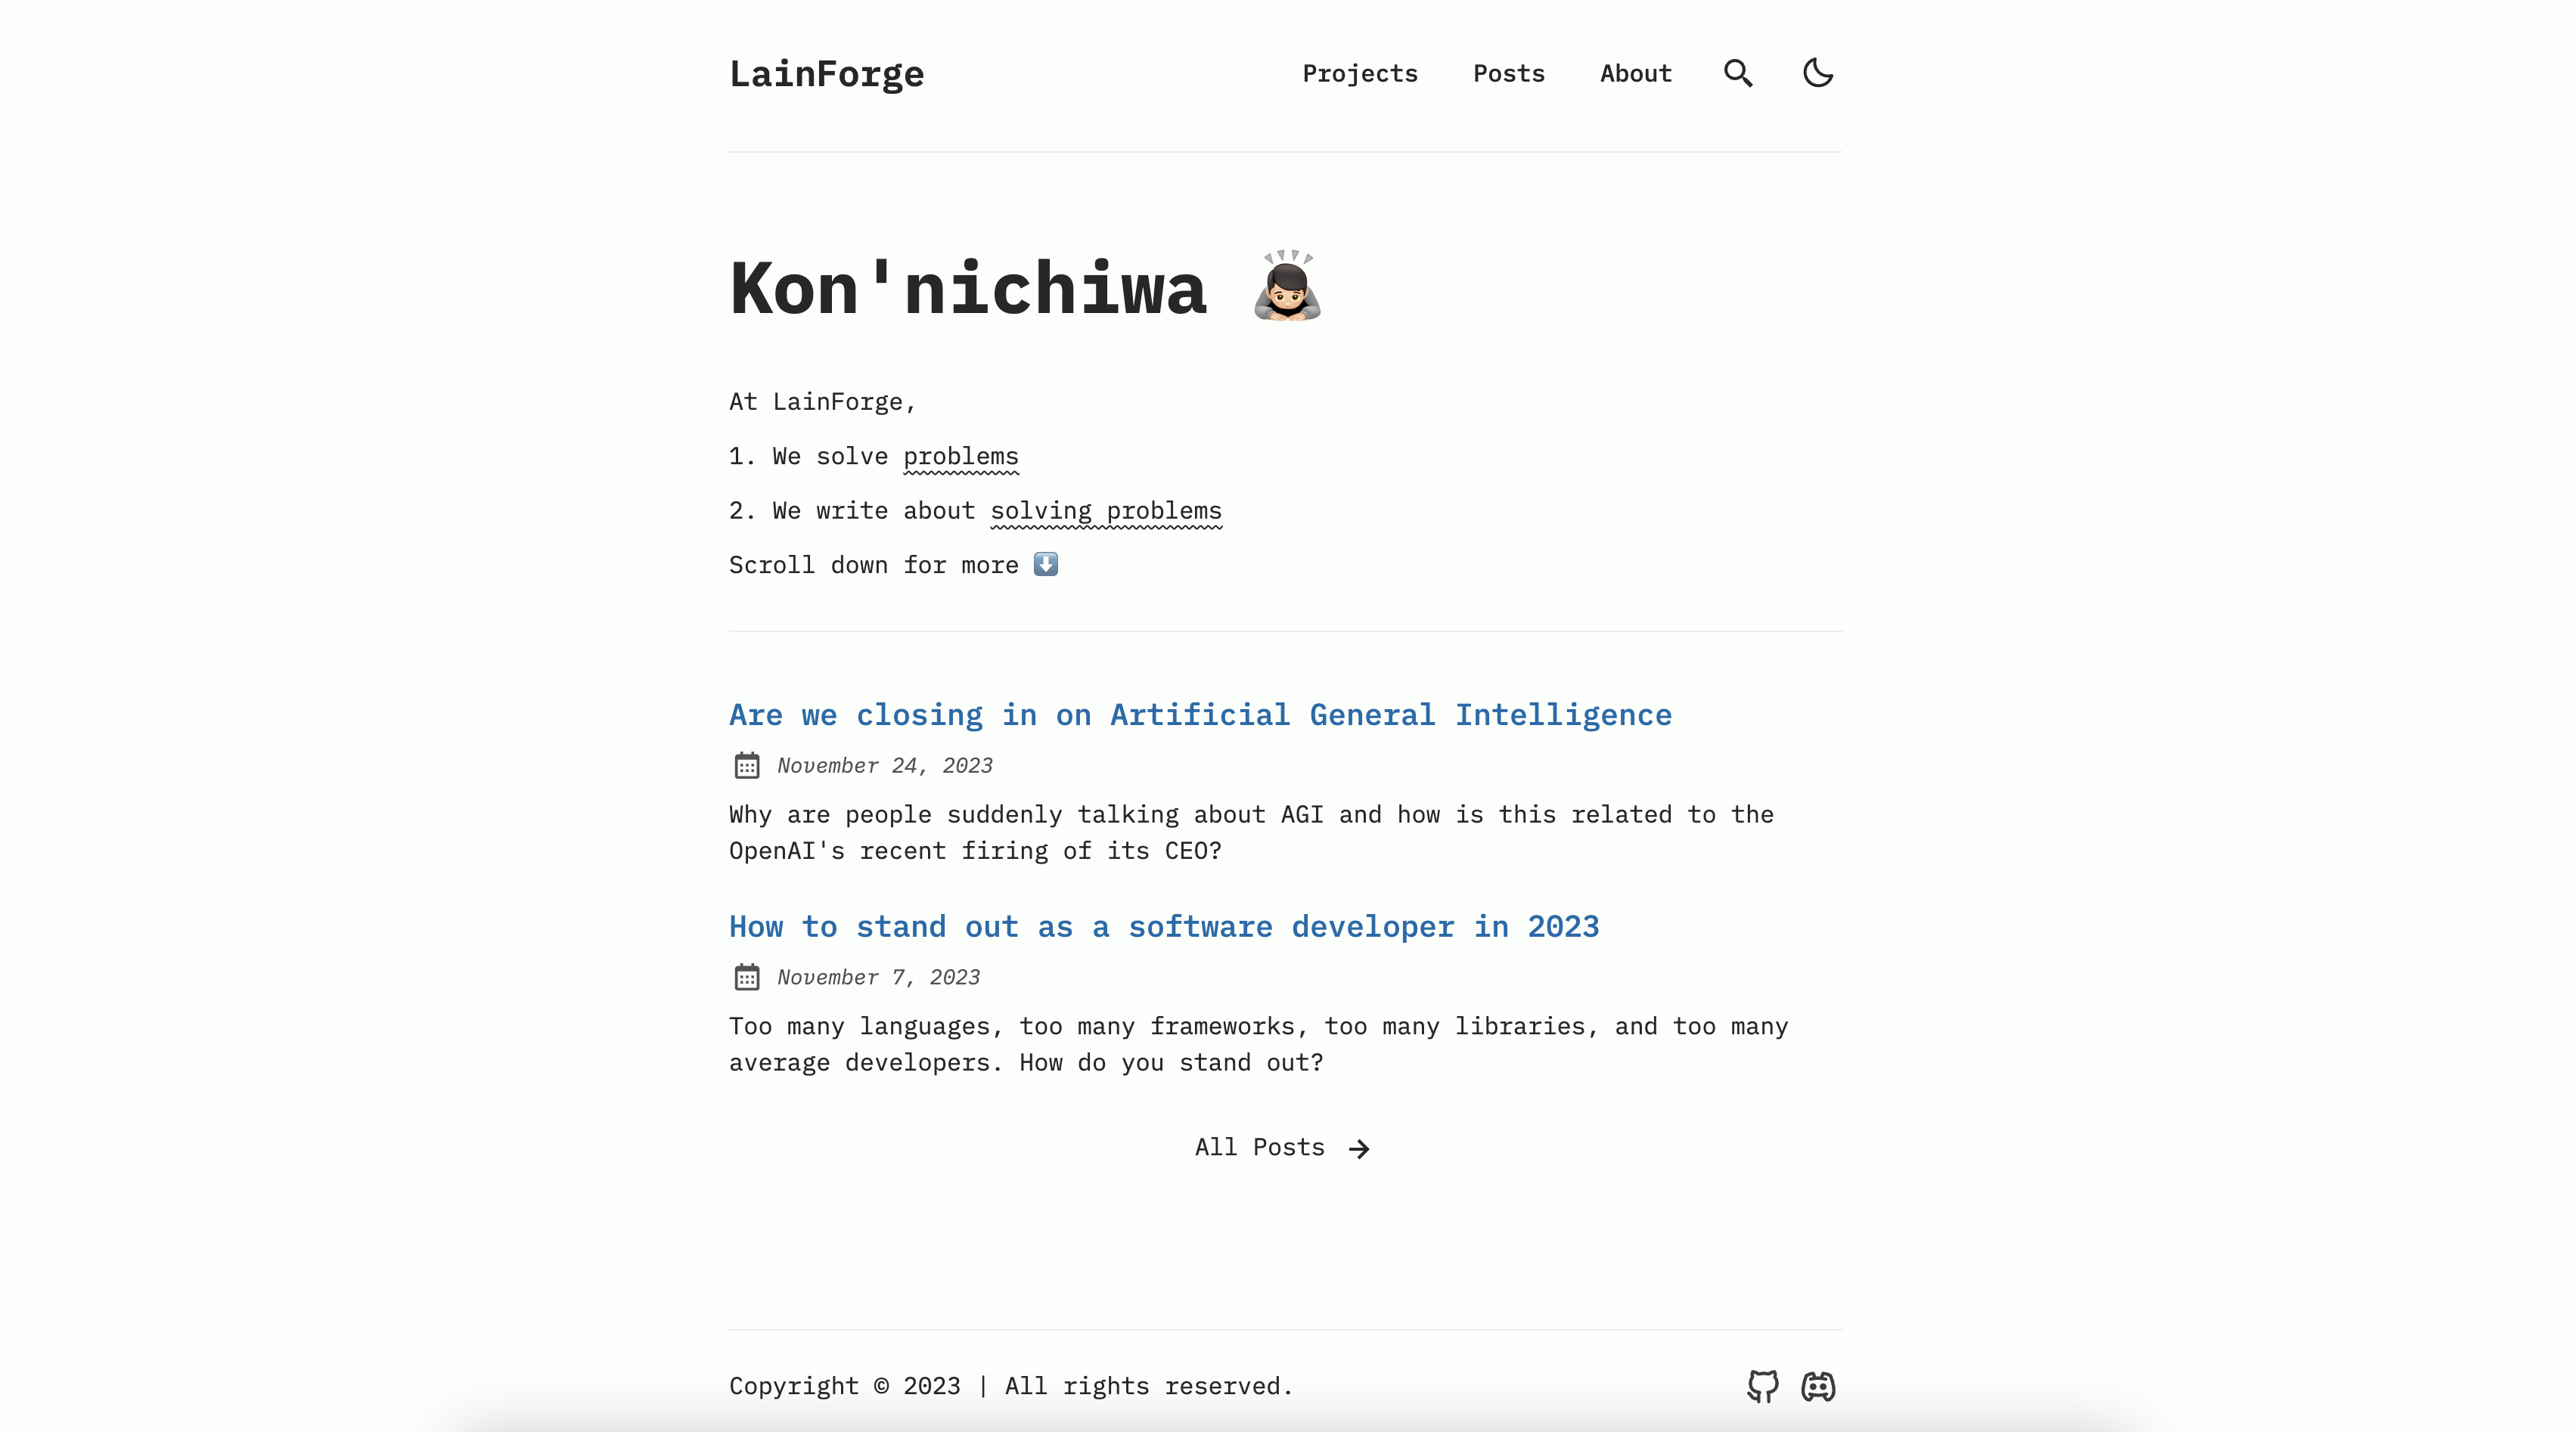 LainForge
Projects
Posts
About
Kon'nichiwa
At LainForge,
1. We solve problems
2. We write about solving problems
Scroll down for more ⬇️
Are we closing in on Artificial General Intelligence
November 24, 2023
Why are people suddenly talking about AGI and how is this related to the
OpenAI's recent firing of its CEO?
How to stand out as a software developer in 2023
November 7, 2023
Too many languages, too many frameworks, too many libraries, and too many
average developers. How do you stand out?
All Posts →
Copyright © 2023 | All rights reserved.